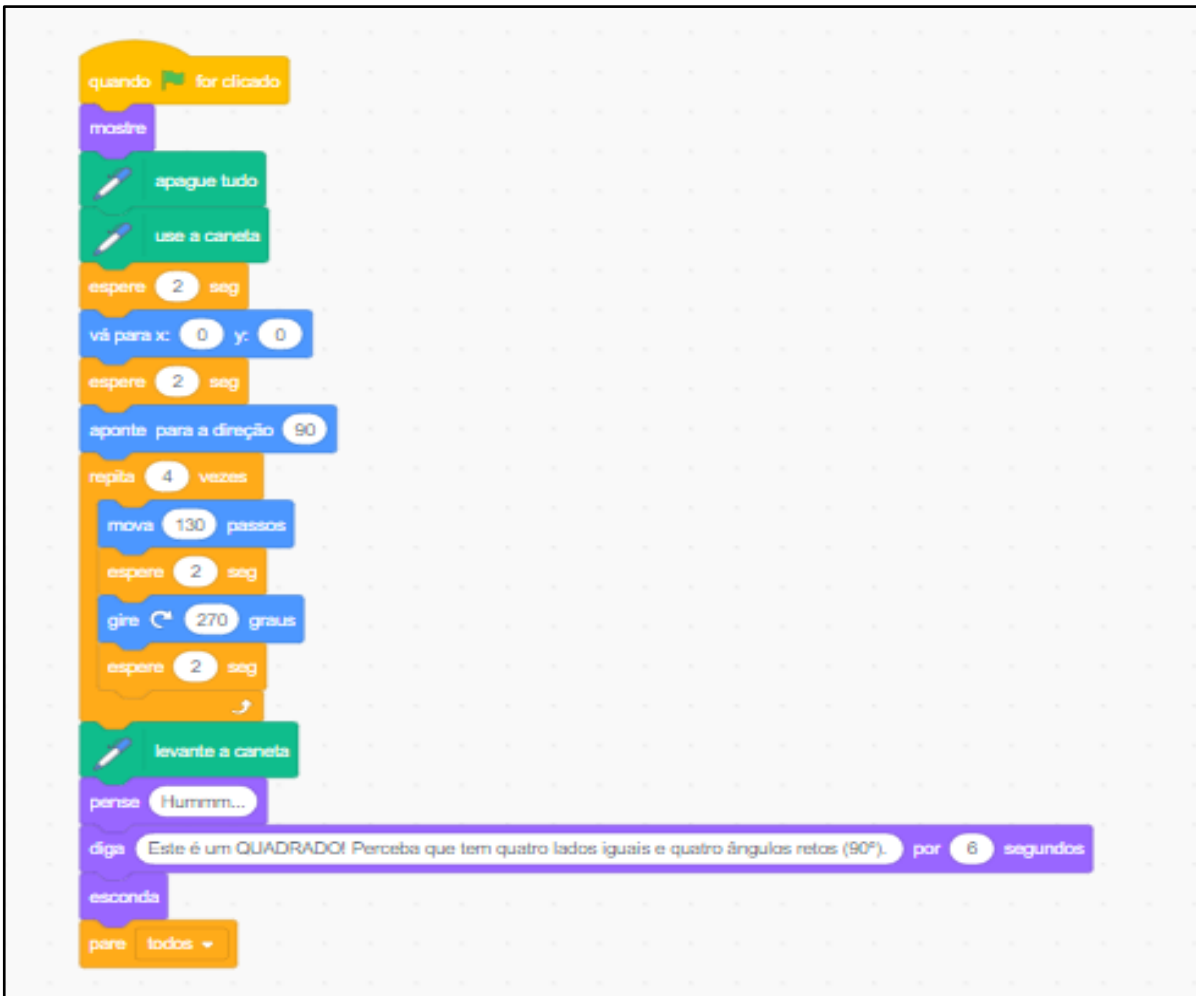 quando for clicado
mostre
apague tudo
use a caneta
espere 2 seg
vá para x: 0 y: 0
espere 2 seg
aponte para a direção 90
repita 4 vezes
mova 130 passos
espere 2 seg
gire 270 graus
espere 2 seg
levante a caneta
pense Hummm...
diga Este é um QUADRADO! Perceba que tem quatro lados iguais e quatro ângulos retos (90º). por 6 segundos
esconda
pare todos